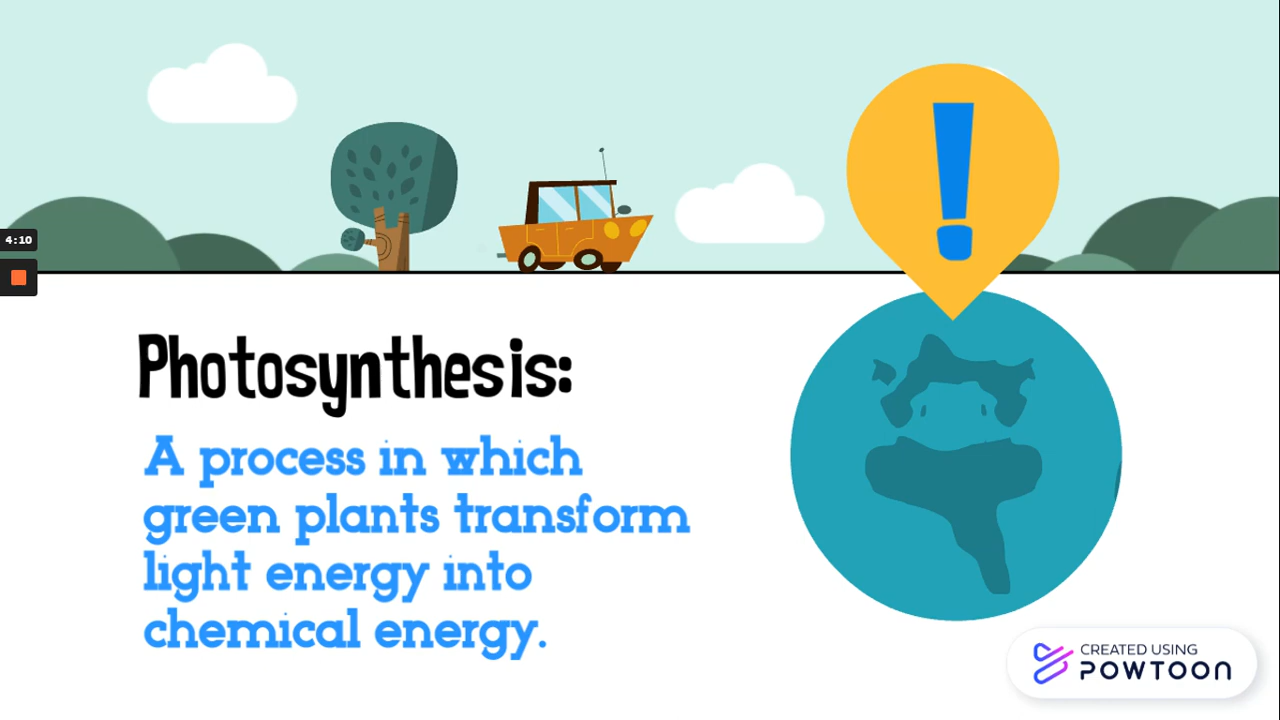 !
4:10
Photosynthesis:
A process in which
green plants transform
light energy into
chemical energy.
CREATED USING
POWTOON